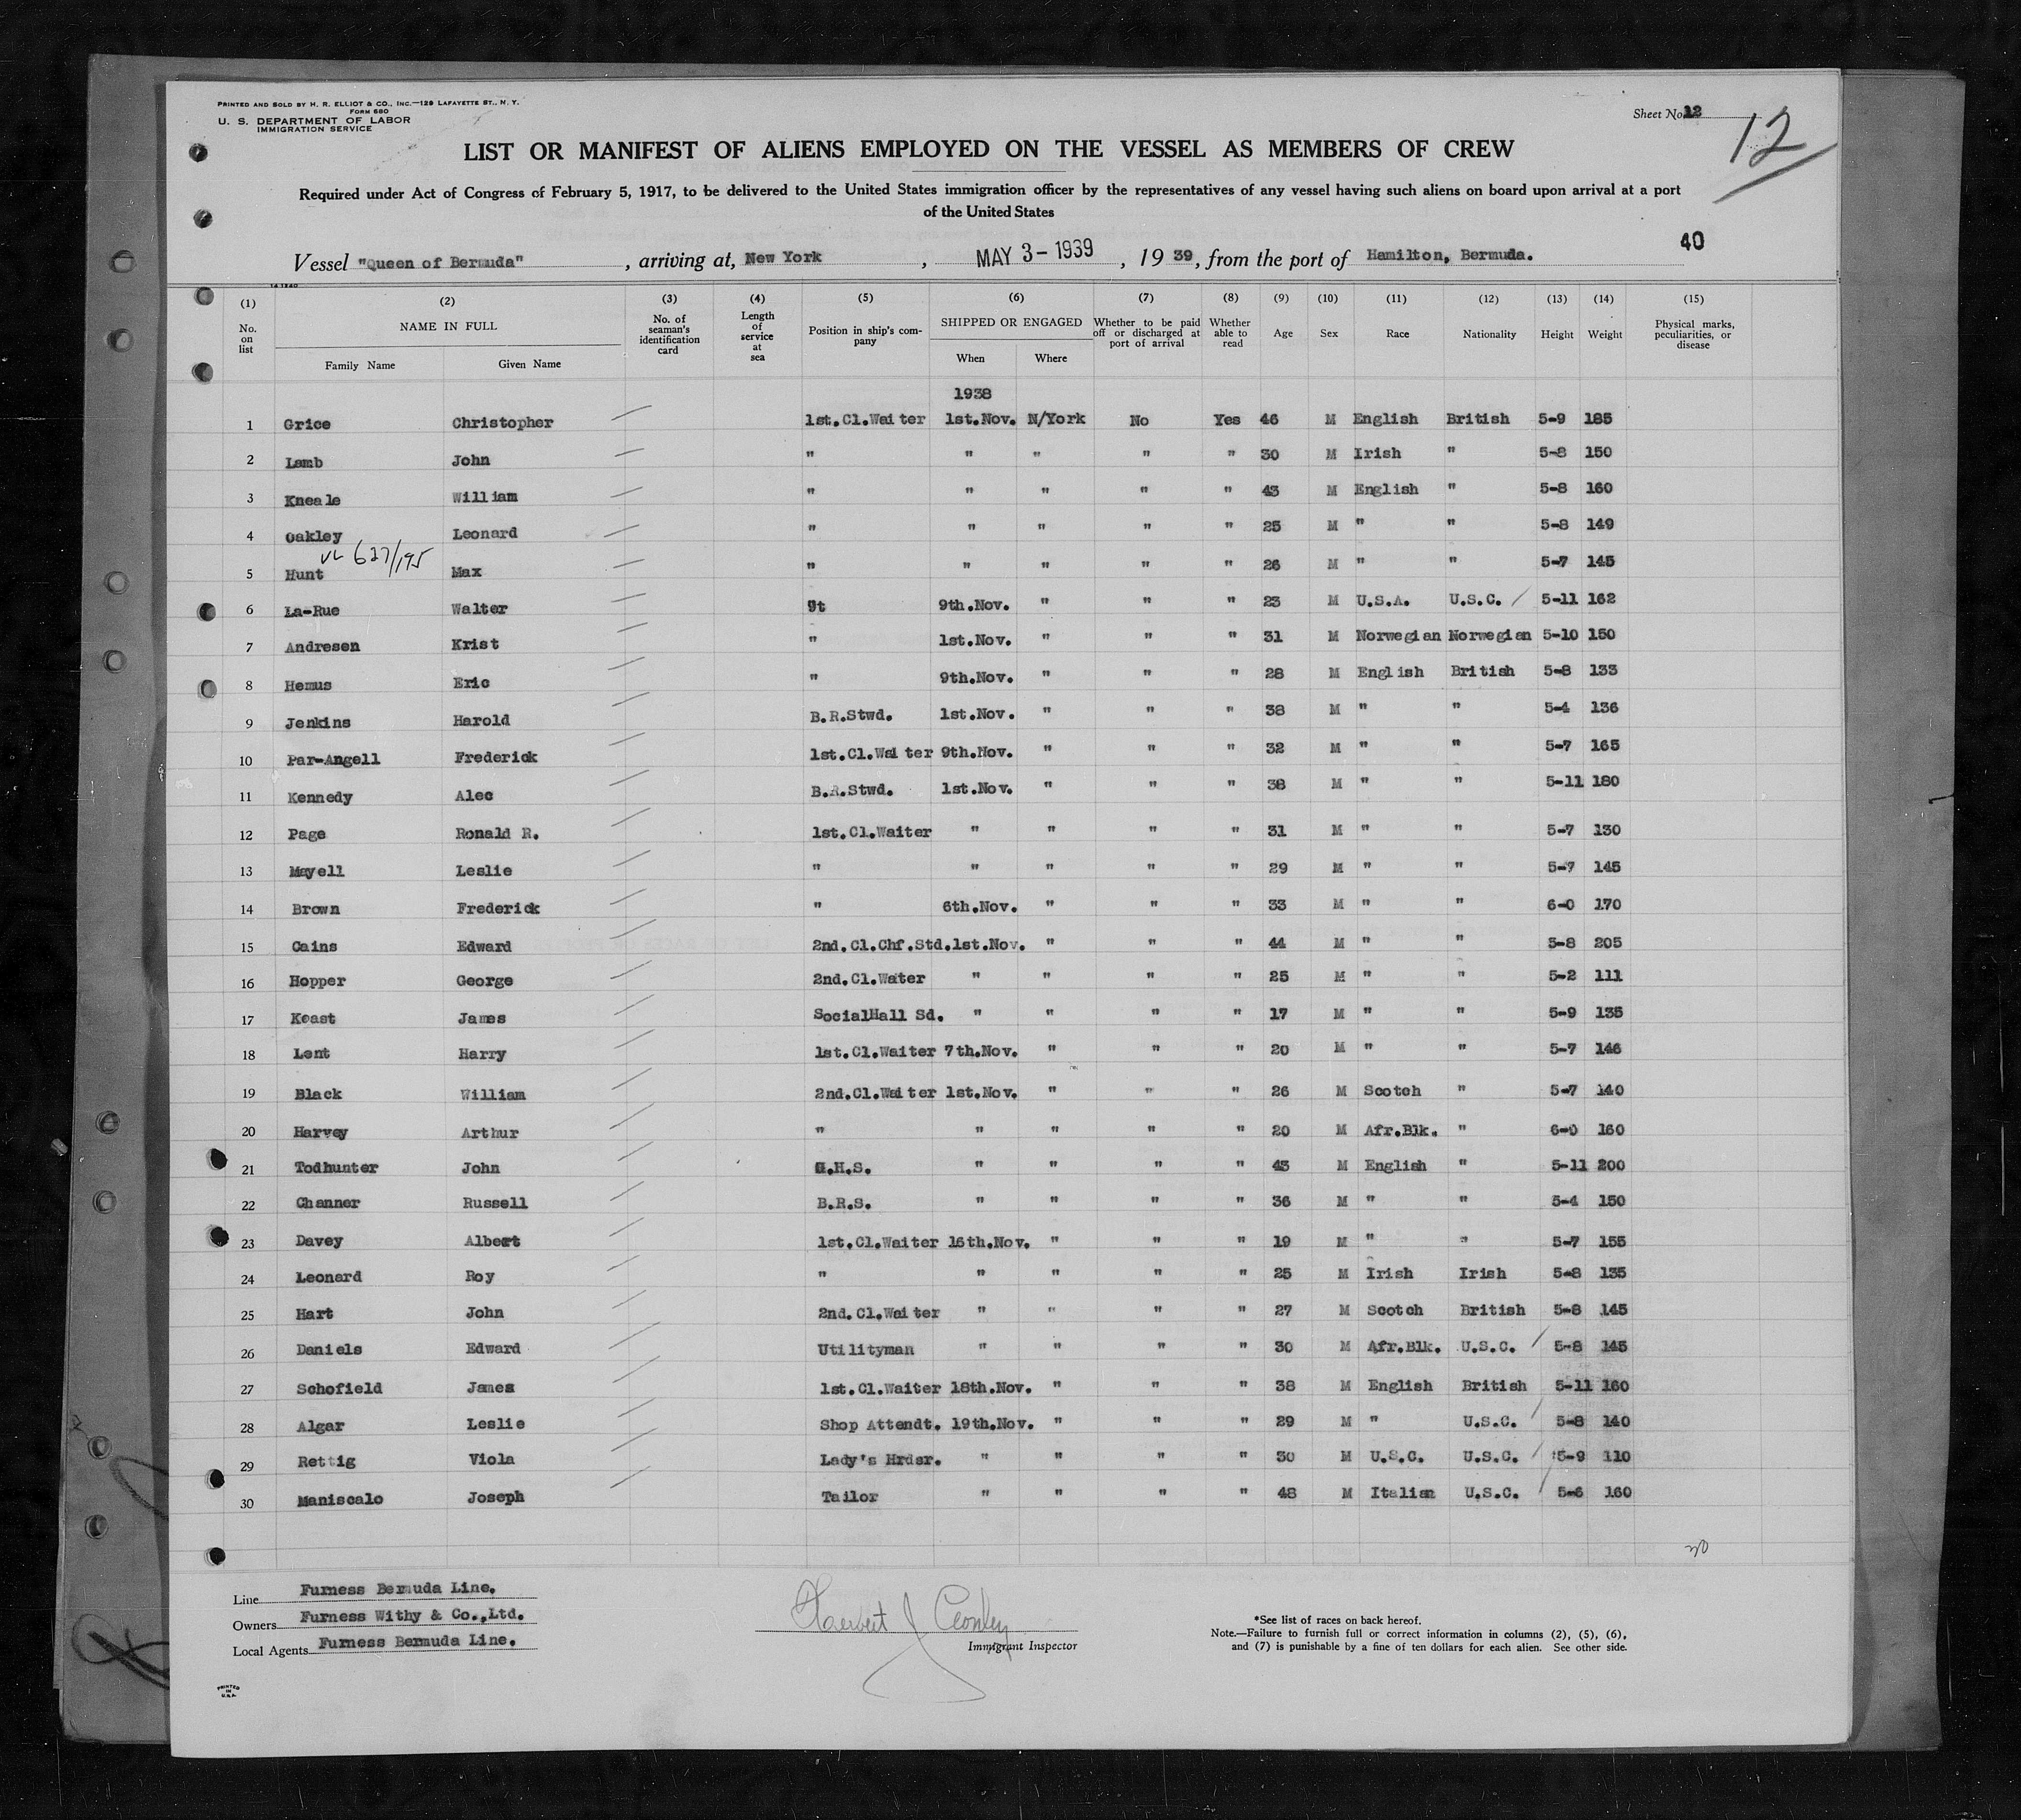 PRINTED AND SOLD BY H. R. ELLIOT & CO., INC.—129 LAFAYETTE ST., N. Y.
FORM 680
U. S. DEPARTMENT OF LABOR
IMMIGRATION SERVICE
Sheet No. 12
12
LIST OR MANIFEST OF ALIENS EMPLOYED ON THE VESSEL AS MEMBERS OF CREW
Required under Act of Congress of February 5, 1917, to be delivered to the United States immigration officer by the representatives of any vessel having such aliens on board upon arrival at a port
of the United States
40
Vessel "Queen of Bermuda", arriving at, New York, MAY 3-1939, 19 39, from the port of Hamilton, Bermuda.
(1) (2) (3) (4) (5) (6) (7) (8) (9) (10) (11) (12) (13) (14) (15)
No. on list NAME IN FULL Family Name Given Name No. of seaman's identification card Length of service at sea Position in ship's company SHIPPED OR ENGAGED When Where Whether to be paid off or discharged at port of arrival Whether able to read Age Sex Race Nationality Height Weight Physical marks, peculiarities, or disease
1938
1 Grice Christopher 1st.Cl.Waiter 1st.Nov. N/York No Yes 46 M English British 5-9 185
2 Lamb John " " " " " 30 M Irish " 5-8 150
3 Kneale William " " " " " 43 M English " 5-8 160
4 Oakley Leonard " " " " " 25 M " " 5-8 149
627/195
5 Hunt Max " " " " " 26 M " " 5-7 145
6 La-Rue Walter 9t 9th.Nov. " " " 23 M U.S.A. U.S.C. 5-11 162
7 Andresen Krist " 1st.Nov. " " " 31 M Norwegian Norwegian 5-10 150
8 Hemus Eric " 9th.Nov. " " " 28 M English British 5-8 133
9 Jenkins Harold B.R.Stwd. 1st.Nov. " " " 38 M " " 5-4 136
10 Par-Angell Frederick 1st.Cl.Waiter 9th.Nov. " " " 32 M " " 5-7 165
11 Kennedy Alec B.R.Stwd. 1st.Nov. " " " 38 M " " 5-11 180
12 Page Ronald R. 1st.Cl.Waiter " " " " 31 M " " 5-7 130
13 Mayell Leslie " " " " " 29 M " " 5-7 145
14 Brown Frederick " 6th.Nov. " " " 33 M " " 6-0 170
15 Cains Edward 2nd.Cl.Chf.Std. 1st.Nov. " " " 44 M " " 5-8 205
16 Hopper George 2nd.Cl.Water " " " " 25 M " " 5-2 111
17 Keast James SocialHall Sd. " " " " 17 M " " 5-9 135
18 Lent Harry 1st.Cl.Waiter 7th.Nov. " " " 20 M " " 5-7 146
19 Black William 2nd.Cl.Waiter 1st.Nov. " " " 26 M Scotch " 5-7 140
20 Harvey Arthur " " " " " 20 M Afr.Blk. " 6-0 160
21 Todhunter John .H.S. " " " " 43 M English " 5-11 200
22 Channer Russell B.R.S. " " " " 36 M " " 5-4 150
23 Davey Albert 1st.Cl.Waiter 16th.Nov. " " " 19 M " " 5-7 155
24 Leonard Roy " " " " " 25 M Irish Irish 5-8 135
25 Hart John 2nd.Cl.Waiter " " " " 27 M Scotch British 5-8 145
26 Daniels Edward Utilityman " " " " 30 M Afr.Blk. U.S.C. 5-8 145
27 Schofield James 1st.Cl.Waiter 18th.Nov. " " " 38 M English British 5-11 160
28 Algar Leslie Shop Attendt. 19th.Nov. " " " 29 M " U.S.C. 5-8 140
29 Rettig Viola Lady's Hrdsr. " " " " 30 M U.S.C. U.S.C. 5-9 110
30 Maniscalo Joseph Tailor " " " " 48 M Italian U.S.C. 5-6 160
30
Line Furness Bermuda Line.
Owners Furness Withy & Co.,Ltd.
Local Agents Furness Bermuda Line.
Immigrant Inspector
*See list of races on back hereof.
Note.—Failure to furnish full or correct information in columns (2), (5), (6),
and (7) is punishable by a fine of ten dollars for each alien. See other side.
PRINTED
IN
U.S.A.